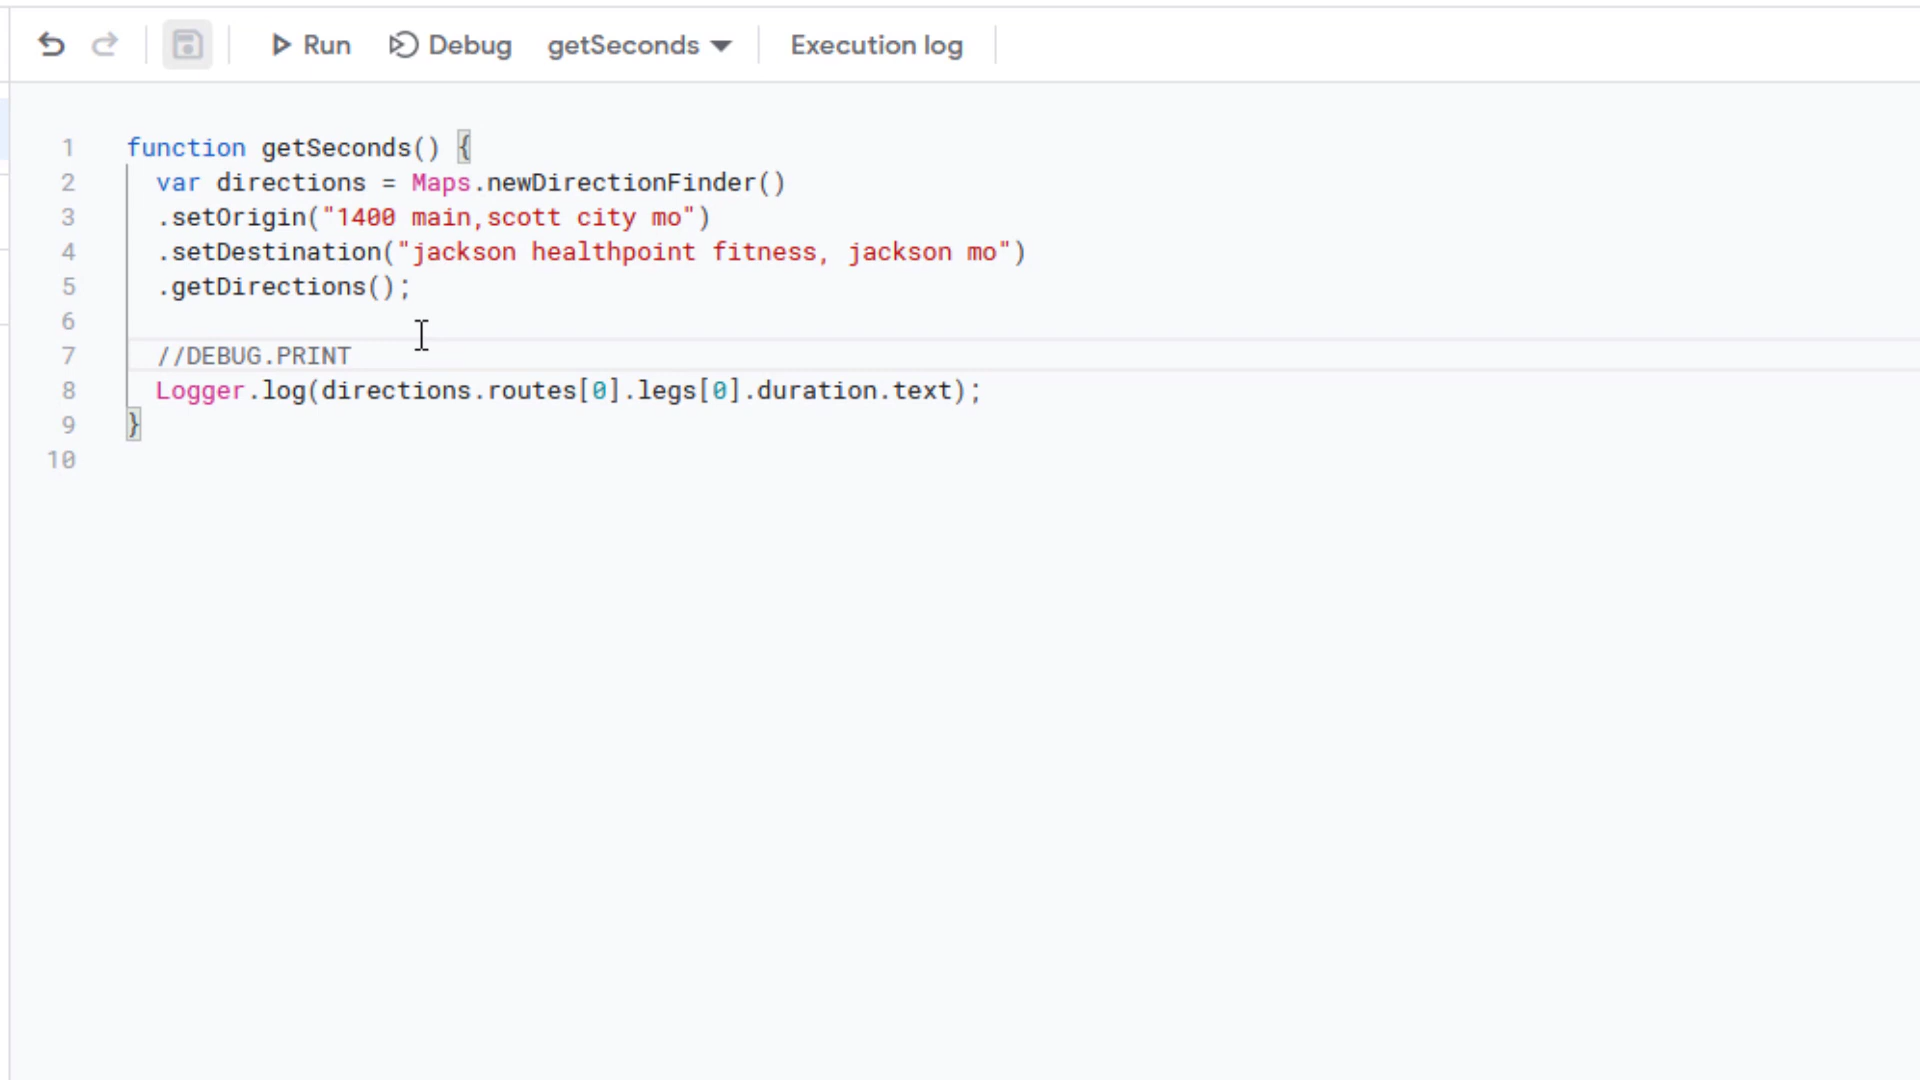 Run Debug getSeconds Execution log
1 function getSeconds() {
2 var directions = Maps.newDirectionFinder()
3 .setOrigin("1400 main,scott city mo")
4 .setDestination("jackson healthpoint fitness, jackson mo")
5 .getDirections();
6
7 //DEBUG.PRINT
8 Logger.log(directions.routes[0].legs[0].duration.text);
9 }
10